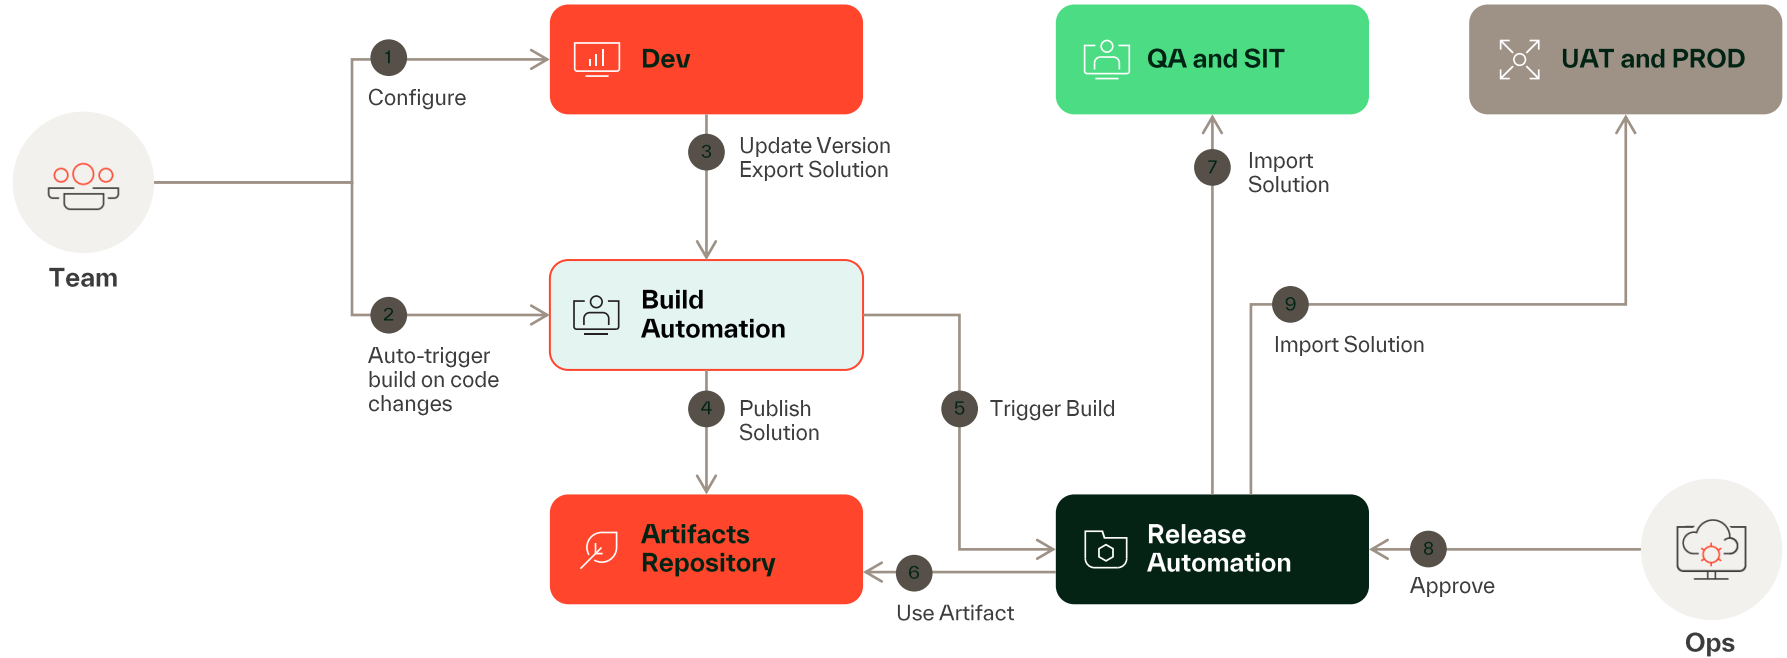 1
Configure
Dev
QA and SIT
UAT and PROD
3
Update Version
Export Solution
7
Import
Solution
Team
2
Auto-trigger
build on code
changes
Build
Automation
9
Import Solution
4
Publish
Solution
5
Trigger Build
Artifacts
Repository
6
Use Artifact
Release
Automation
8
Approve
Ops